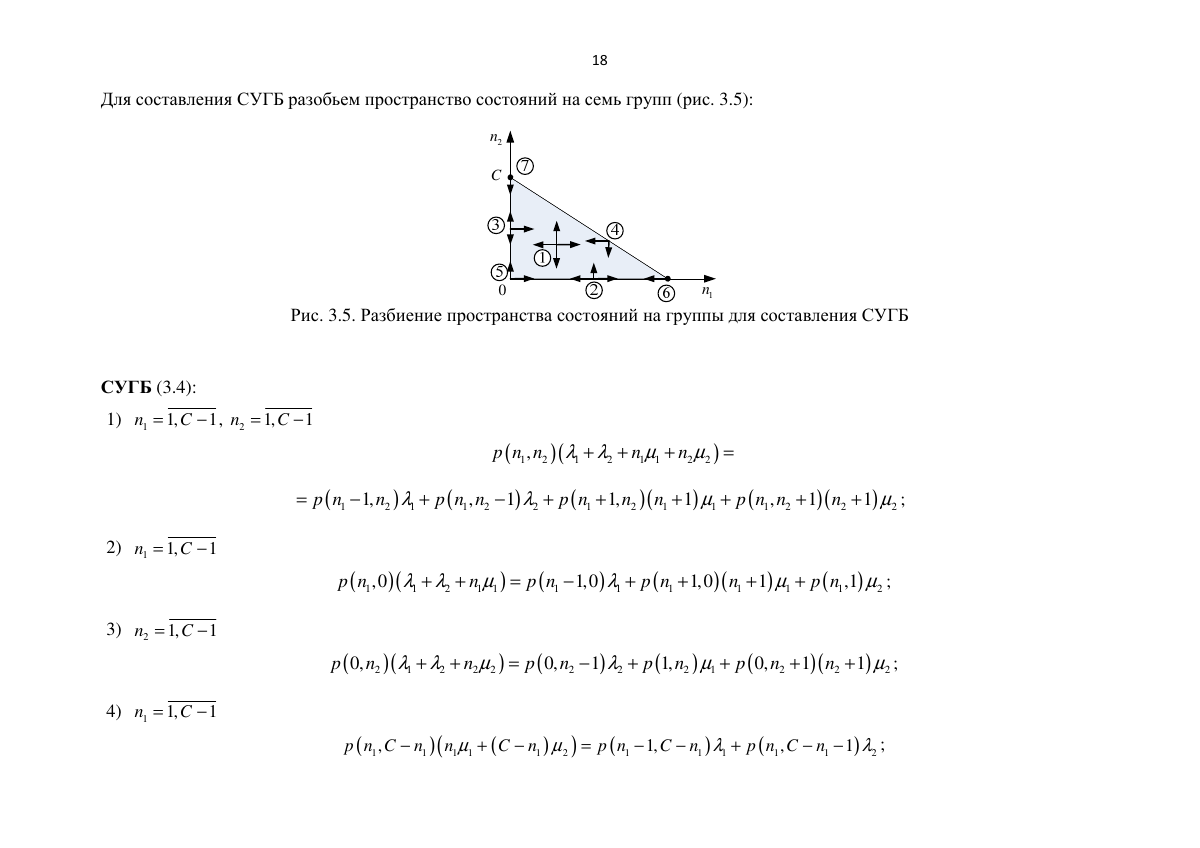 18
Для составления СУГБ разобьем пространство состояний на семь групп (рис. 3.5):
n₂
C ⑦
③ ④
①
⑤
0 ② ⑥ n₁
Рис. 3.5. Разбиение пространства состояний на группы для составления СУГБ
СУГБ (3.4):
1) n₁ = \overline{1, C − 1}, n₂ = \overline{1, C − 1}
p(n₁, n₂)(λ₁ + λ₂ + n₁μ₁ + n₂μ₂) =
= p(n₁ − 1, n₂)λ₁ + p(n₁, n₂ − 1)λ₂ + p(n₁ + 1, n₂)(n₁ + 1)μ₁ + p(n₁, n₂ + 1)(n₂ + 1)μ₂;
2) n₁ = \overline{1, C − 1}
p(n₁, 0)(λ₁ + λ₂ + n₁μ₁) = p(n₁ − 1, 0)λ₁ + p(n₁ + 1, 0)(n₁ + 1)μ₁ + p(n₁, 1)μ₂;
3) n₂ = \overline{1, C − 1}
p(0, n₂)(λ₁ + λ₂ + n₂μ₂) = p(0, n₂ − 1)λ₂ + p(1, n₂)μ₁ + p(0, n₂ + 1)(n₂ + 1)μ₂;
4) n₁ = \overline{1, C − 1}
p(n₁, C − n₁)(n₁μ₁ + (C − n₁)μ₂) = p(n₁ − 1, C − n₁)λ₁ + p(n₁, C − n₁ − 1)λ₂;